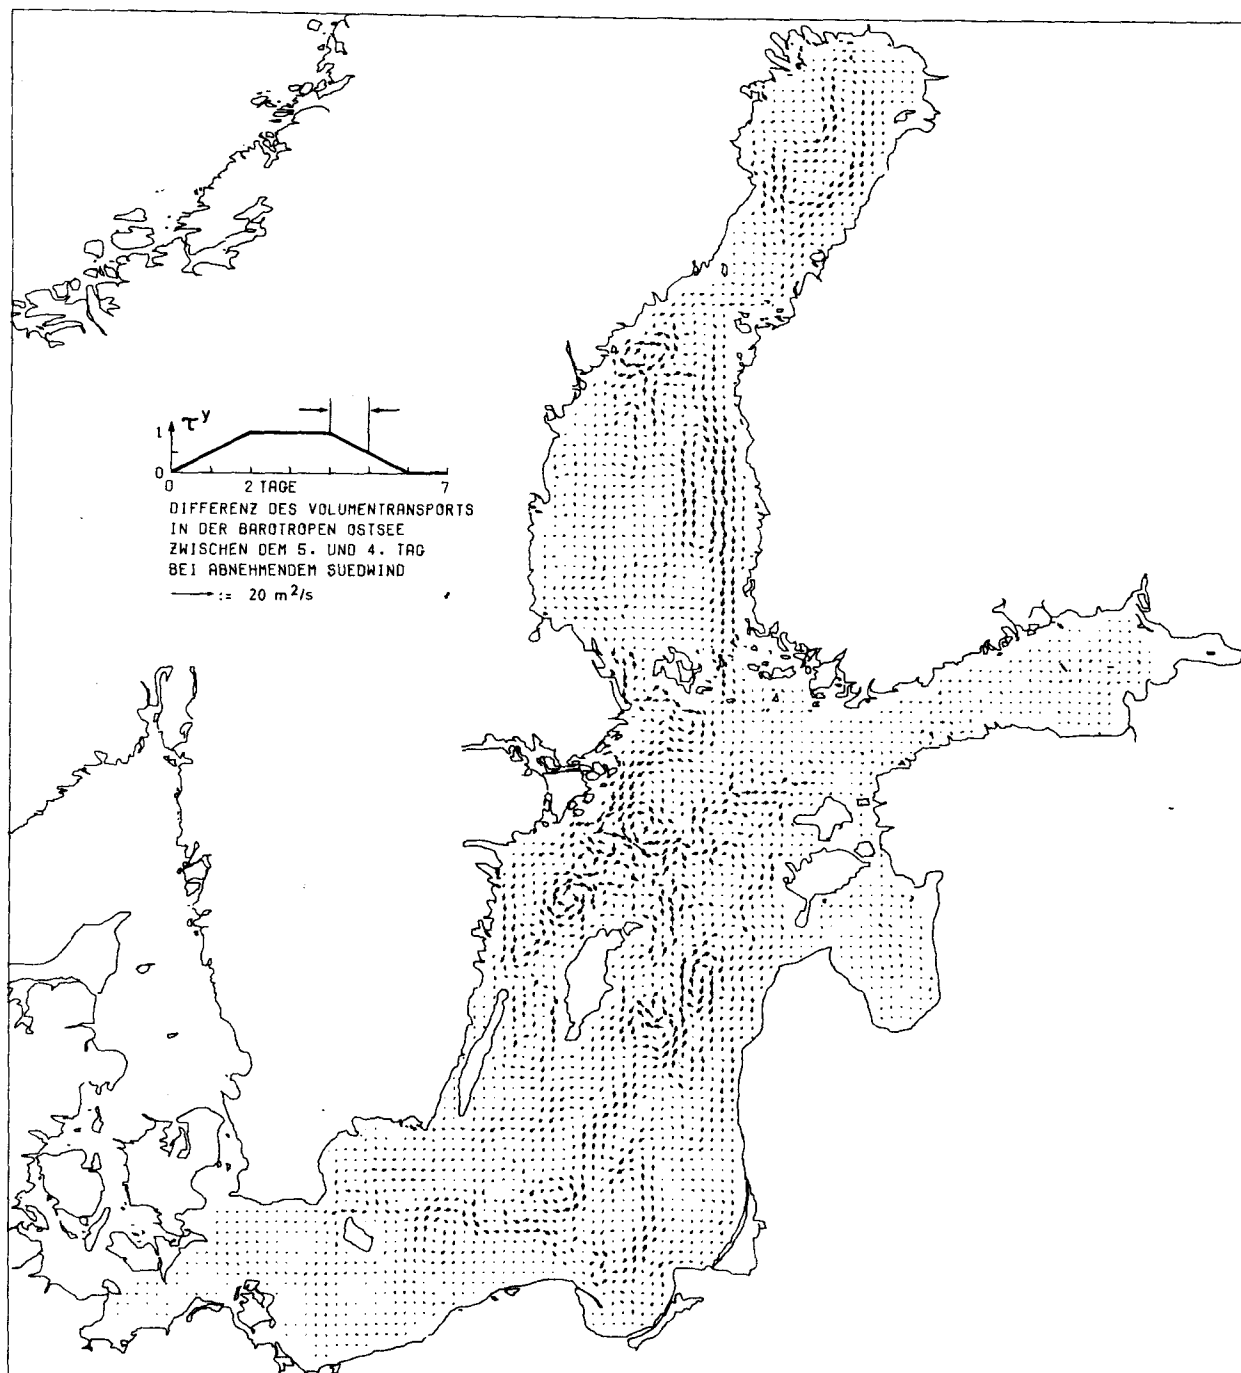 τʸ
1
0
0 2 TAGE 7
DIFFERENZ DES VOLUMENTRANSPORTS
IN DER BAROTROPEN OSTSEE
ZWISCHEN DEM 5. UND 4. TAG
BEI ABNEHMENDEM SUEDWIND
:= 20 m²/s